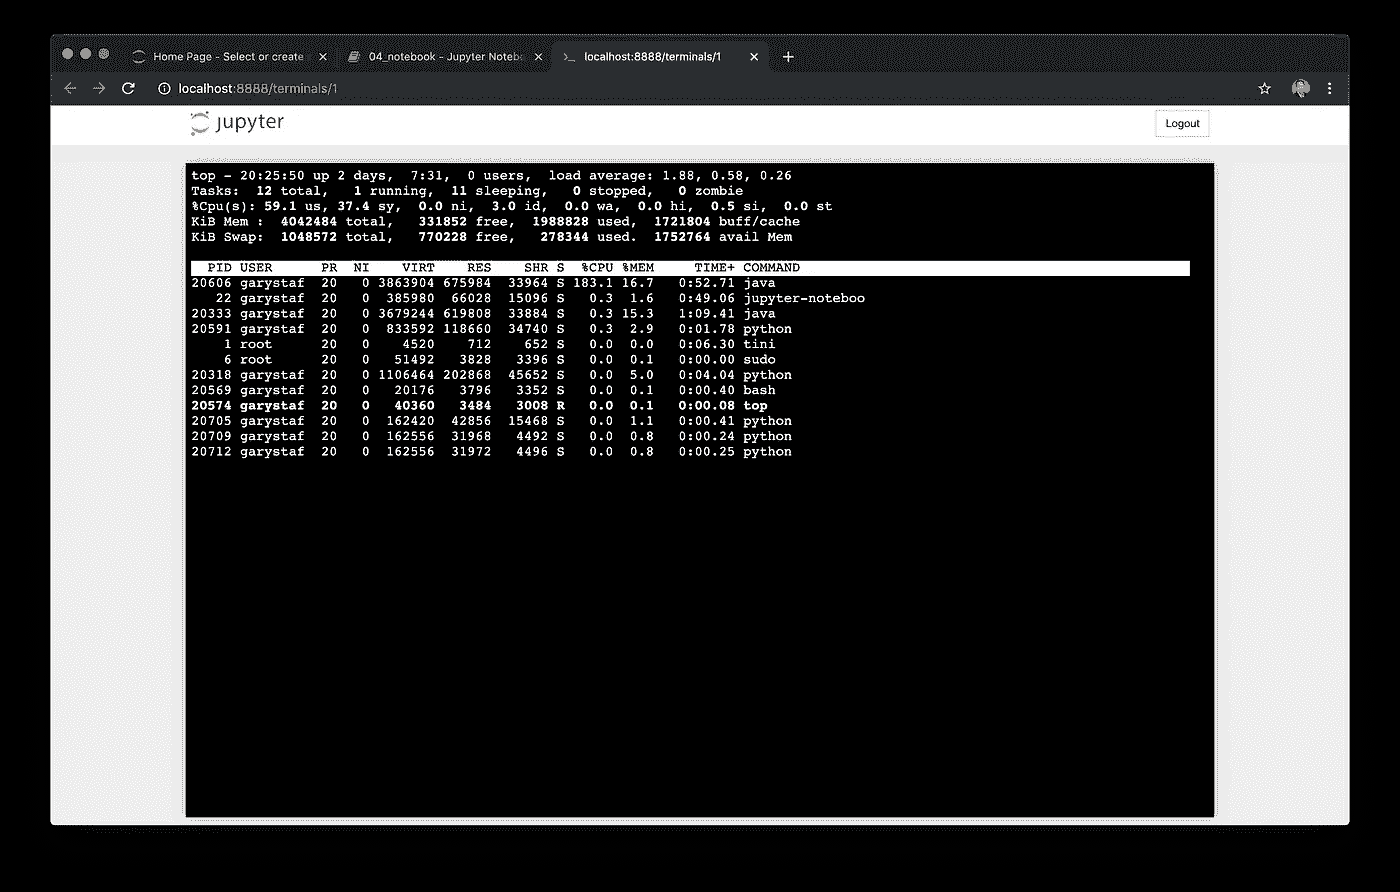 Home Page - Select or create
04_notebook - Jupyter Noteb
localhost:8888/terminals/1
localhost:8888/terminals/1
jupyter
Logout
top - 20:25:50 up 2 days,  7:31,  0 users,  load average: 1.88, 0.58, 0.26
Tasks:  12 total,   1 running,  11 sleeping,   0 stopped,   0 zombie
%Cpu(s): 59.1 us, 37.4 sy,  0.0 ni,  3.0 id,  0.0 wa,  0.0 hi,  0.5 si,  0.0 st
KiB Mem :  4042484 total,   331852 free,  1988828 used,  1721804 buff/cache
KiB Swap:  1048572 total,   770228 free,   278344 used.  1752764 avail Mem
PID USER      PR  NI    VIRT    RES    SHR S  %CPU %MEM     TIME+ COMMAND
20606 garystaf  20   0 3863904 675984  33964 S 183.1 16.7   0:52.71 java
22 garystaf  20   0  385980  66028  15096 S   0.3  1.6   0:49.06 jupyter-noteboo
20333 garystaf  20   0 3679244 619808  33884 S   0.3 15.3   1:09.41 java
20591 garystaf  20   0  833592 118660  34740 S   0.3  2.9   0:01.78 python
1 root      20   0    4520    712    652 S   0.0  0.0   0:06.30 tini
6 root      20   0   51492   3828   3396 S   0.0  0.1   0:00.00 sudo
20318 garystaf  20   0 1106464 202868  45652 S   0.0  5.0   0:04.04 python
20569 garystaf  20   0   20176   3796   3352 S   0.0  0.1   0:00.40 bash
20574 garystaf  20   0   40360   3484   3008 R   0.0  0.1   0:00.08 top
20705 garystaf  20   0  162420  42856  15468 S   0.0  1.1   0:00.41 python
20709 garystaf  20   0  162556  31968   4492 S   0.0  0.8   0:00.24 python
20712 garystaf  20   0  162556  31972   4496 S   0.0  0.8   0:00.25 python